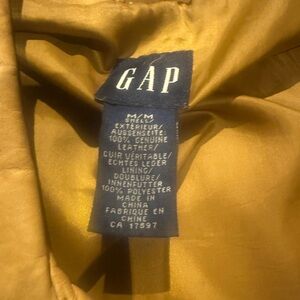 GAP
M/M
SHELL/
EXTERIEUR/
AUSSENSEITE:
100% GENUINE
LEATHER/
CUIR VÉRITABLE/
ECHTES LEDER
LINING/
DOUBLURE/
INNENFUTTER
100% POLYESTER
MADE IN
CHINA
FABRIQUE EN
CHINE
CA 17597